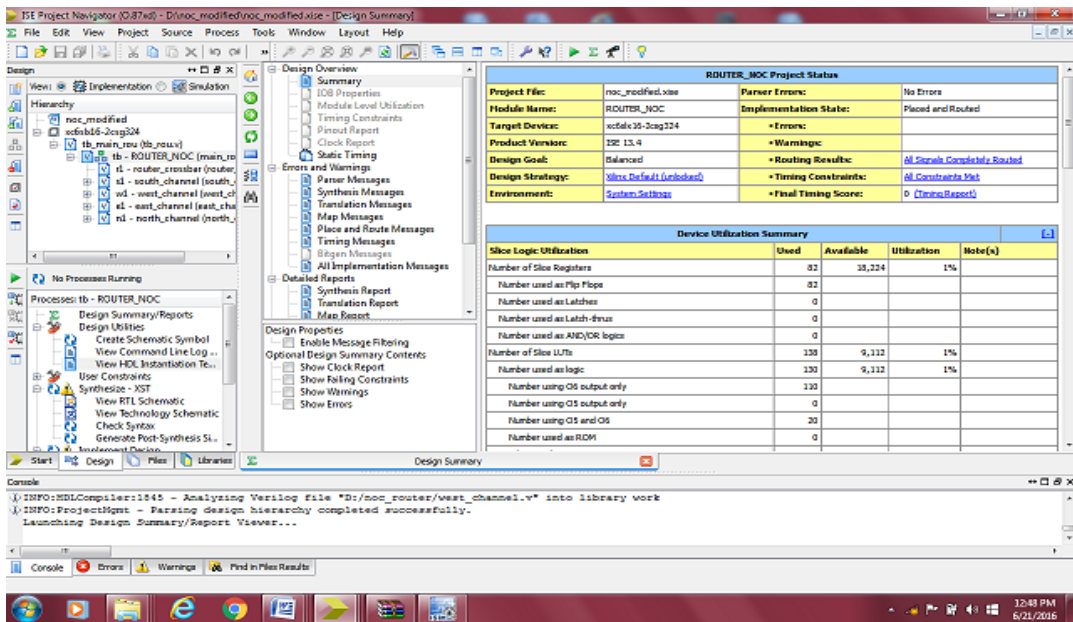 ISE Project Navigator (O.87xd) - D:\noc_modified\noc_modified.xise - [Design Summary]
File Edit View Project Source Process Tools Window Layout Help
Design
View: Implementation Simulation
Hierarchy
noc_modified
xc6slx16-2csg324
tb_main_rou (tb_rou.v)
tb - ROUTER_NOC (main_ro
r1 - router_crossbar (router_
s1 - south_channel (south_
w1 - west_channel (west_ch
e1 - east_channel (east_cha
n1 - north_channel (north_
No Processes Running
Processes: tb - ROUTER_NOC
Design Summary/Reports
Design Utilities
Create Schematic Symbol
View Command Line Log ...
View HDL Instantiation Te...
User Constraints
Synthesize - XST
View RTL Schematic
View Technology Schematic
Check Syntax
Generate Post-Synthesis Si...
Implement Design
Start Design Files Libraries
Design Overview
Summary
IOB Properties
Module Level Utilization
Timing Constraints
Pinout Report
Clock Report
Static Timing
Errors and Warnings
Parser Messages
Synthesis Messages
Translation Messages
Map Messages
Place and Route Messages
Timing Messages
Bitgen Messages
All Implementation Messages
Detailed Reports
Synthesis Report
Translation Report
Map Report
Design Properties
Enable Message Filtering
Optional Design Summary Contents
Show Clock Report
Show Failing Constraints
Show Warnings
Show Errors
ROUTER_NOC Project Status
Project File: noc_modified.xise Parser Errors: No Errors
Module Name: ROUTER_NOC Implementation State: Placed and Routed
Target Device: xc6slx16-2csg324 •Errors:
Product Version: ISE 13.4 •Warnings:
Design Goal: Balanced •Routing Results: All Signals Completely Routed
Design Strategy: Xilinx Default (unlocked) •Timing Constraints: All Constraints Met
Environment: System Settings •Final Timing Score: 0 (Timing Report)
Device Utilization Summary [-]
Slice Logic Utilization Used Available Utilization Note(s)
Number of Slice Registers 82 18,224 1%
Number used as Flip Flops 82
Number used as Latches 0
Number used as Latch-thrus 0
Number used as AND/OR logics 0
Number of Slice LUTs 138 9,112 1%
Number used as logic 130 9,112 1%
Number using O6 output only 110
Number using O5 output only 0
Number using O5 and O6 20
Number used as ROM 0
Design Summary
Console
INFO:HDLCompiler:1845 - Analyzing Verilog file "D:/noc_router/west_channel.v" into library work
INFO:ProjectMgmt - Parsing design hierarchy completed successfully.
Launching Design Summary/Report Viewer...
Console Errors Warnings Find in Files Results
12:48 PM
6/21/2016